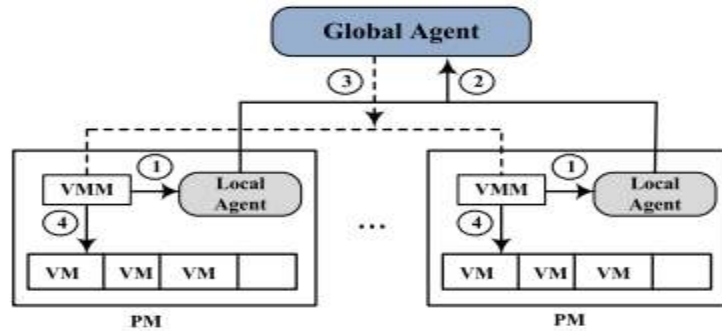 Global Agent
3
2
1
VMM
Local
Agent
4
VM VM VM
PM
...
1
VMM
Local
Agent
4
VM VM VM
PM